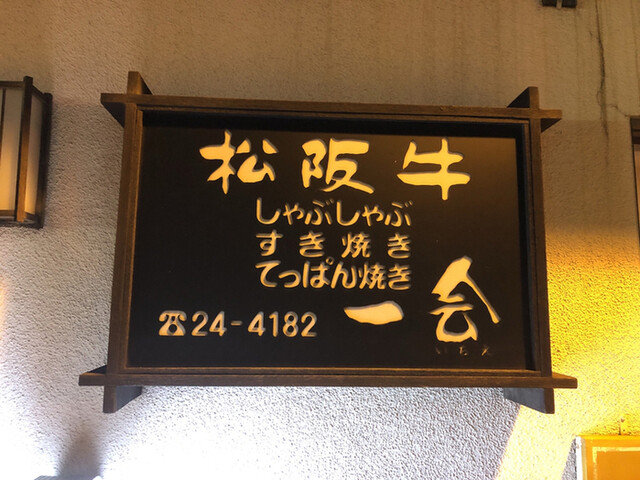 松阪牛
しゃぶしゃぶ
すき焼き
てっぱん焼き
☎24-4182
一会